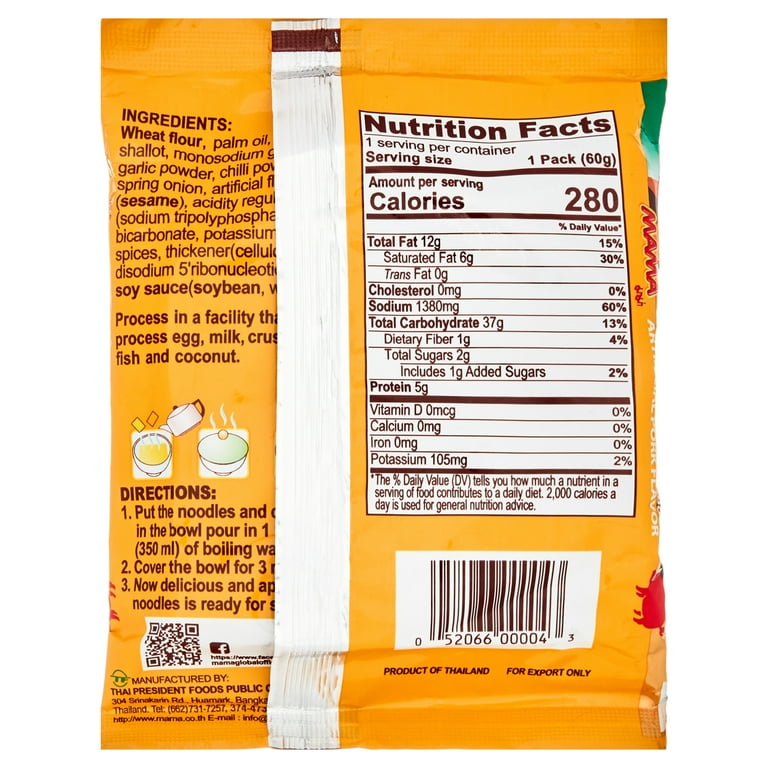 INGREDIENTS:
Wheat flour, palm oil,
shallot, monosodium g
garlic powder, chilli pow
spring onion, artificial fl
(sesame), acidity regul
(sodium tripolyphospha
bicarbonate, potassium
spices, thickener(cellulo
disodium 5'ribonucleotic
soy sauce(soybean, w
Process in a facility tha
process egg, milk, crus
fish and coconut.
DIRECTIONS:
1. Put the noodles and c
in the bowl pour in 1
(350 ml) of boiling wa
2. Cover the bowl for 3 m
3. Now delicious and ap
noodles is ready for s
https://www.face
mamaglobaloffi
MANUFACTURED BY:
THAI PRESIDENT FOODS PUBLIC C
304 Srinakarin Rd., Huamark, Bangka
Thailand. Tel: (662)731-7257, 374-473
http://www.mama.co.th E-mail : info@
Nutrition Facts
1 serving per container
Serving size 1 Pack (60g)
Amount per serving
Calories 280
% Daily Value*
Total Fat 12g 15%
Saturated Fat 6g 30%
Trans Fat 0g
Cholesterol 0mg 0%
Sodium 1380mg 60%
Total Carbohydrate 37g 13%
Dietary Fiber 1g 4%
Total Sugars 2g
Includes 1g Added Sugars 2%
Protein 5g
Vitamin D 0mcg 0%
Calcium 0mg 0%
Iron 0mg 0%
Potassium 105mg 2%
*The % Daily Value (DV) tells you how much a nutrient in a
serving of food contributes to a daily diet. 2,000 calories a
day is used for general nutrition advice.
0 52066 00004 3
PRODUCT OF THAILAND FOR EXPORT ONLY
MAMA
PORK FLAVOR